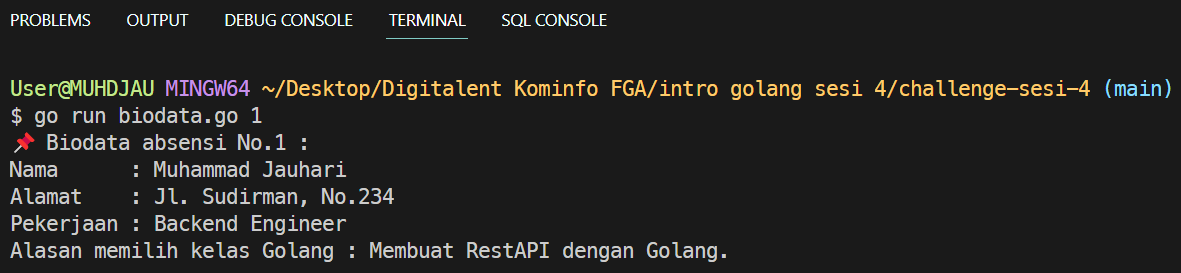 PROBLEMS OUTPUT DEBUG CONSOLE TERMINAL SQL CONSOLE
User@MUHDJAU MINGW64 ~/Desktop/Digitalent Kominfo FGA/intro golang sesi 4/challenge-sesi-4 (main)
$ go run biodata.go 1
📌 Biodata absensi No.1 :
Nama      : Muhammad Jauhari
Alamat    : Jl. Sudirman, No.234
Pekerjaan : Backend Engineer
Alasan memilih kelas Golang : Membuat RestAPI dengan Golang.